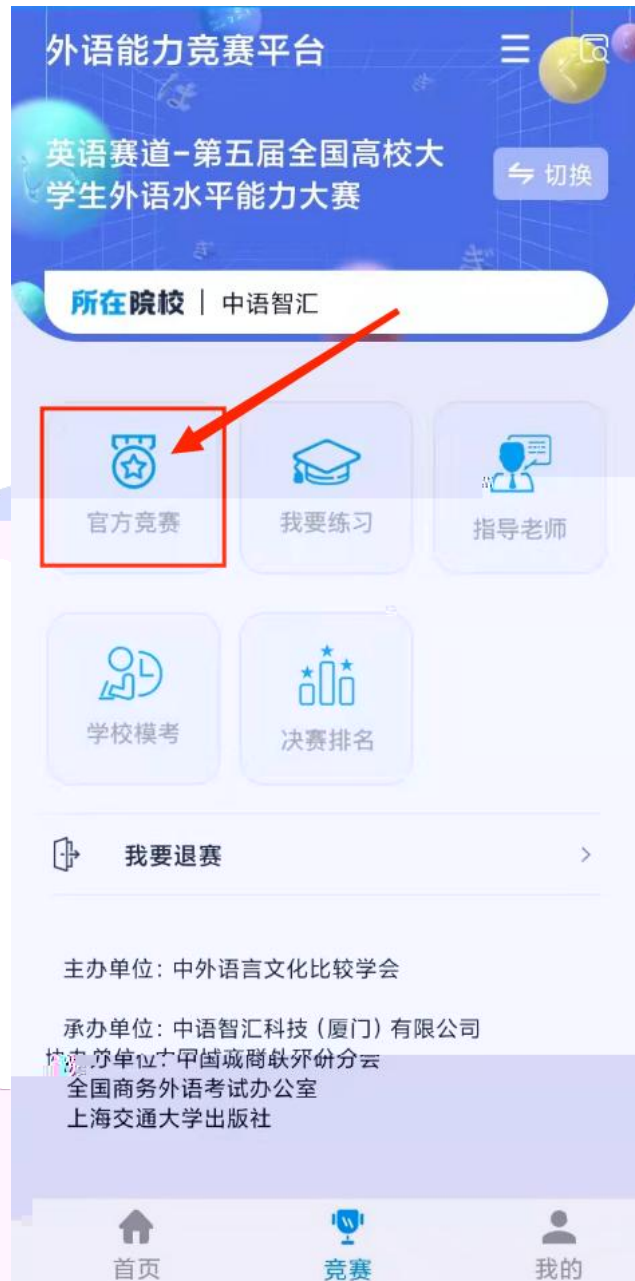 外语能力竞赛平台
英语赛道-第五届全国高校大
学生外语水平能力大赛
切换
所在院校 | 中语智汇
官方竞赛
我要练习
指导老师
学校模考
决赛排名
我要退赛
主办单位：中外语言文化比较学会
承办单位：中语智汇科技（厦门）有限公司
全国商务外语考试办公室
上海交通大学出版社
首页
竞赛
我的